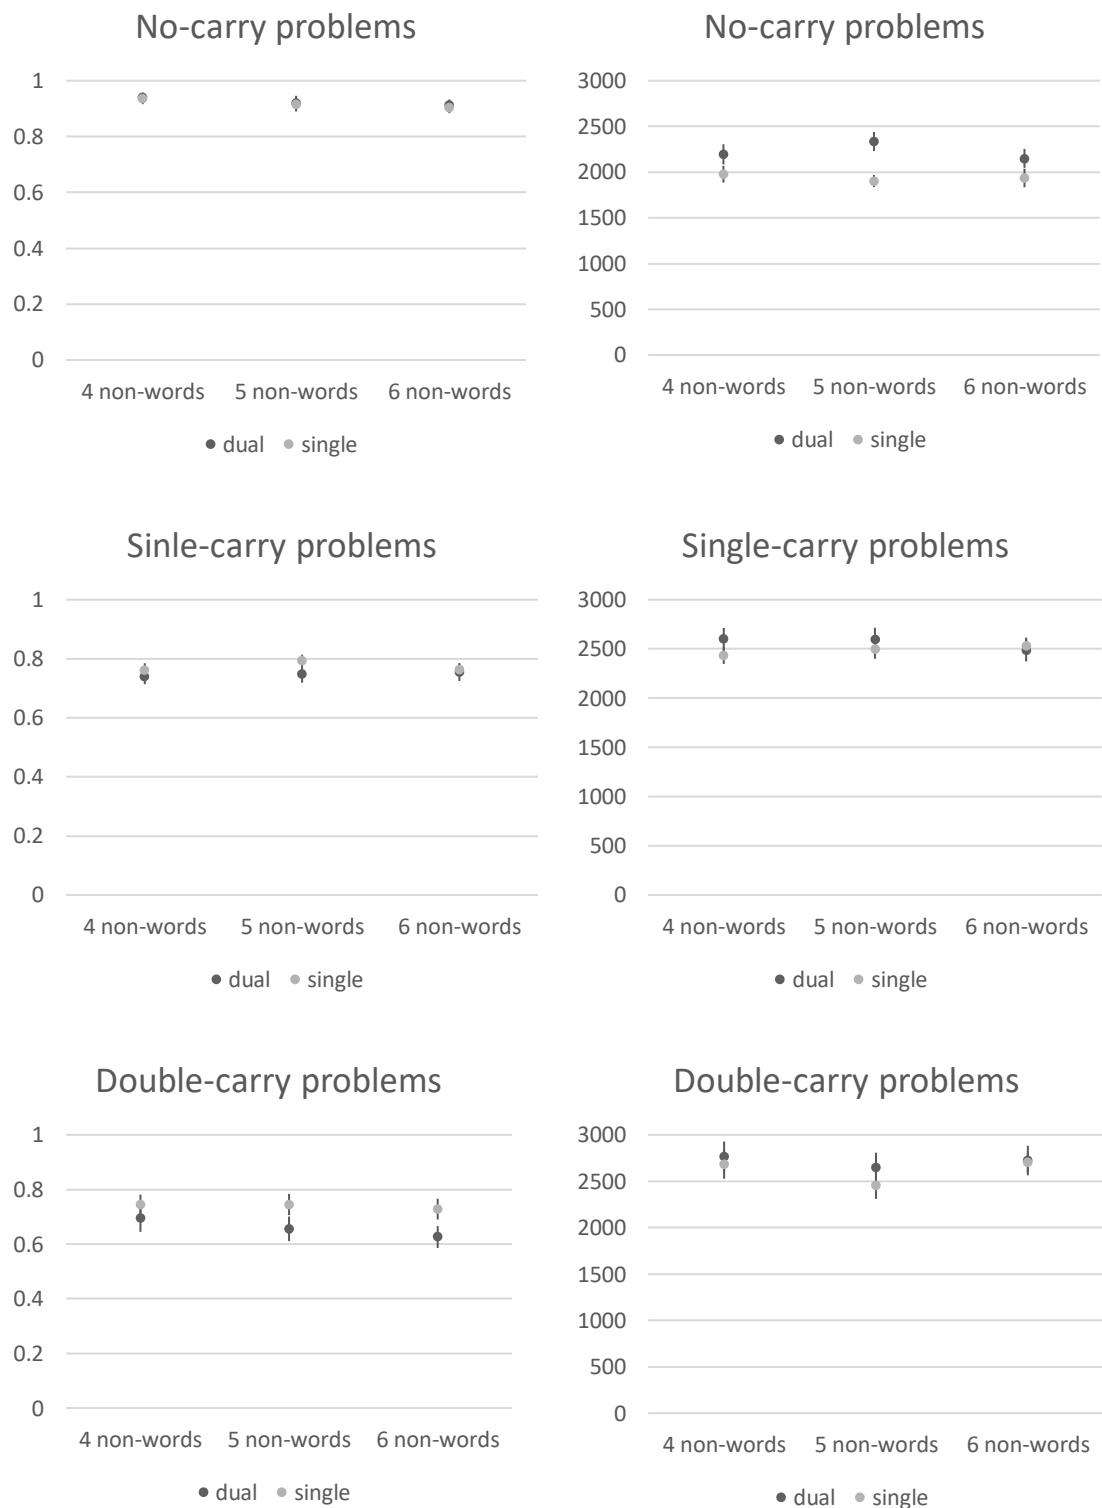 No-carry problems
1
0.8
0.6
0.4
0.2
0
4 non-words 5 non-words 6 non-words
dual single
No-carry problems
3000
2500
2000
1500
1000
500
0
4 non-words 5 non-words 6 non-words
dual single
Sinle-carry problems
1
0.8
0.6
0.4
0.2
0
4 non-words 5 non-words 6 non-words
dual single
Single-carry problems
3000
2500
2000
1500
1000
500
0
4 non-words 5 non-words 6 non-words
dual single
Double-carry problems
1
0.8
0.6
0.4
0.2
0
4 non-words 5 non-words 6 non-words
dual single
Double-carry problems
3000
2500
2000
1500
1000
500
0
4 non-words 5 non-words 6 non-words
dual single